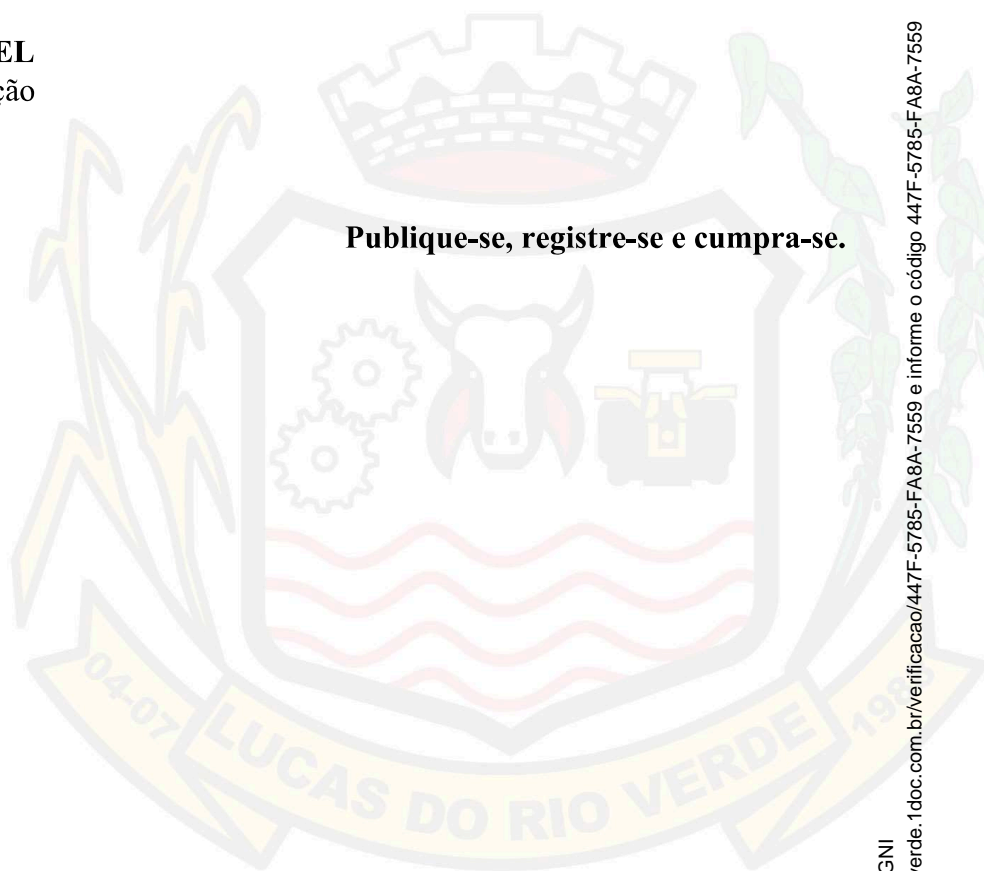 EL
ção
Publique-se, registre-se e cumpra-se.
04-07
LUCAS DO RIO VERDE
GNI
verde.1doc.com.br/verificacao/447F-5785-FA8A-7559 e informe o código 447F-5785-FA8A-7559